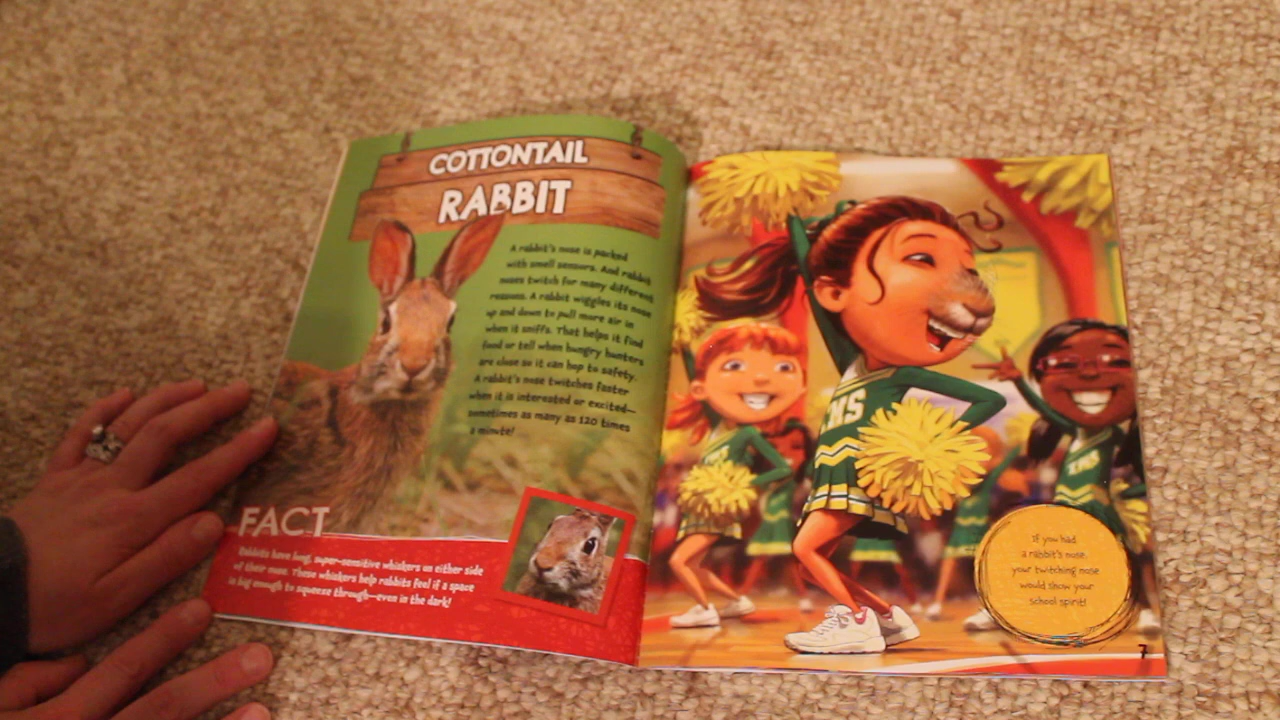 COTTONTAIL
RABBIT
A rabbit's nose is packed
with smell sensors. And rabbit
noses twitch for many different
reasons. A rabbit wiggles its nose
up and down to pull more air in
when it sniffs. That helps it find
food or tell when hungry hunters
are close so it can hop to safety.
A rabbit's nose twitches faster
when it is interested or excited—
sometimes as many as 120 times
a minute!
FACT
Rabbits have long, super-sensitive whiskers on either side
of their nose. These whiskers help rabbits feel if a space
is big enough to squeeze through—even in the dark!
EMS
If you had
a rabbit's nose,
your twitching nose
would show your
school spirit!
7